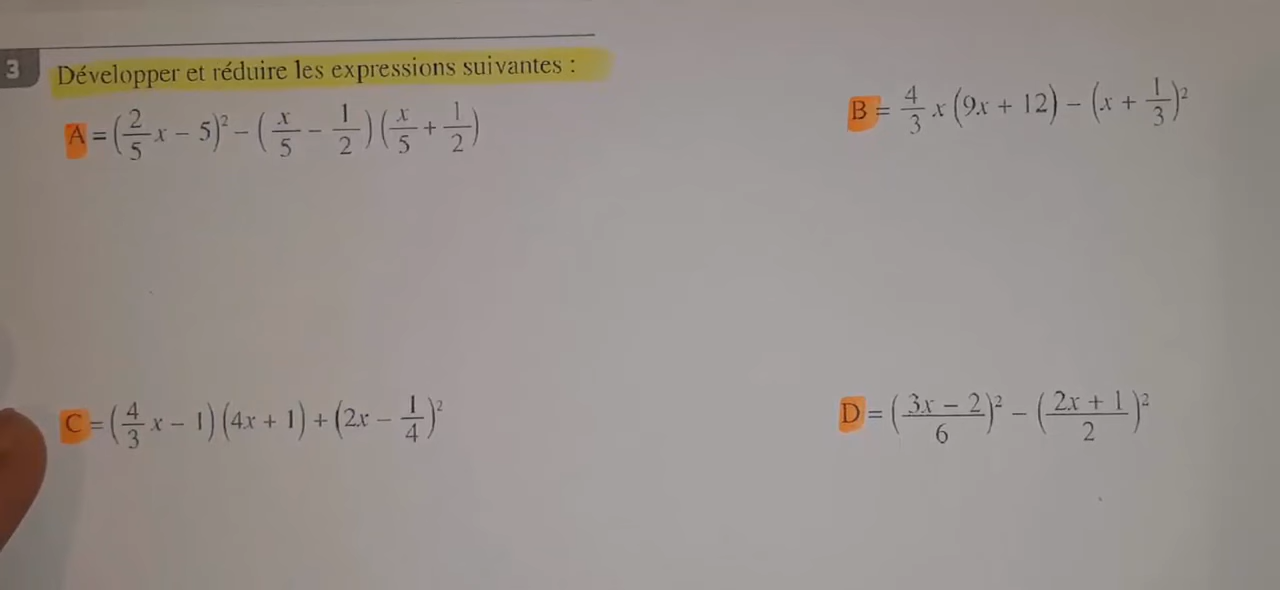 3
Développer et réduire les expressions suivantes :
A = (2/5 x − 5)² − (x/5 − 1/2)(x/5 + 1/2)
B = 4/3 x (9x + 12) − (x + 1/3)²
C = (4/3 x − 1)(4x + 1) + (2x − 1/4)²
D = ((3x − 2)/6)² − ((2x + 1)/2)²